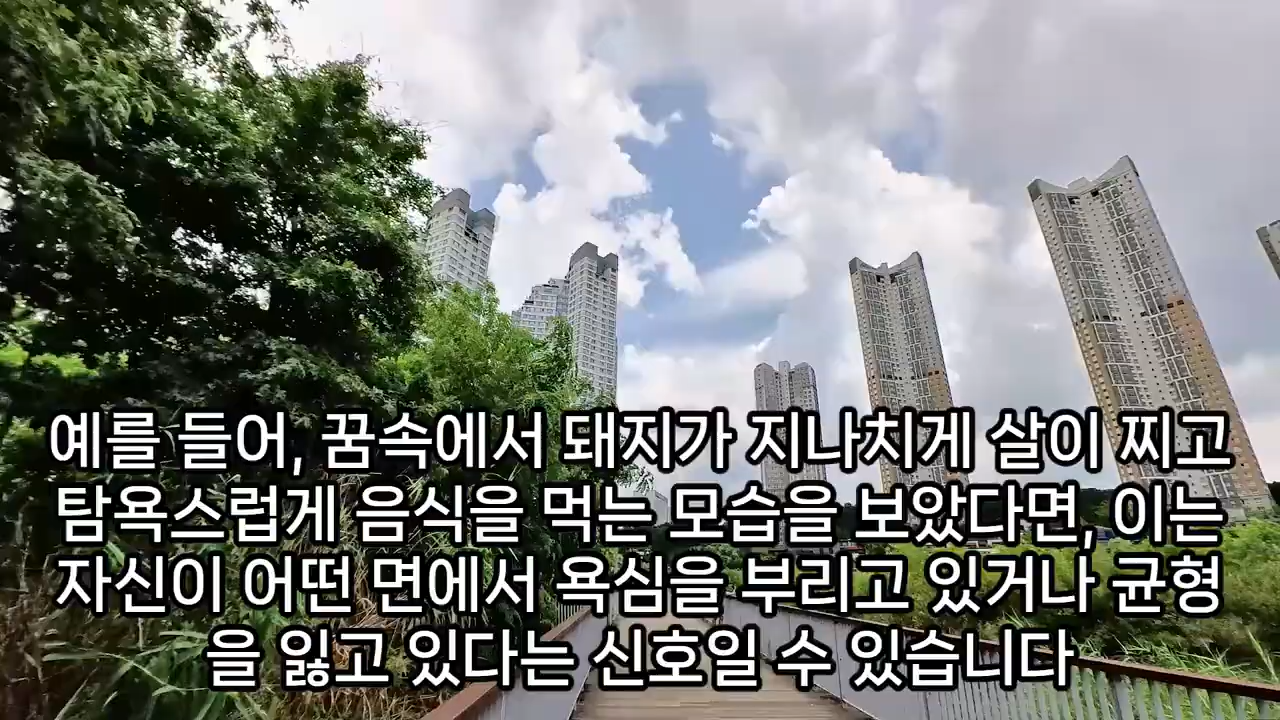 예를 들어, 꿈속에서 돼지가 지나치게 살이 찌고
탐욕스럽게 음식을 먹는 모습을 보았다면, 이는
자신이 어떤 면에서 욕심을 부리고 있거나 균형
을 잃고 있다는 신호일 수 있습니다